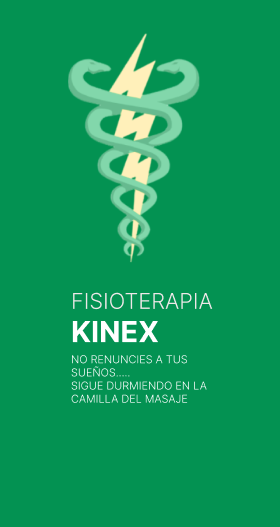 FISIOTERAPIA
KINEX
NO RENUNCIES A TUS
SUEÑOS.....
SIGUE DURMIENDO EN LA
CAMILLA DEL MASAJE